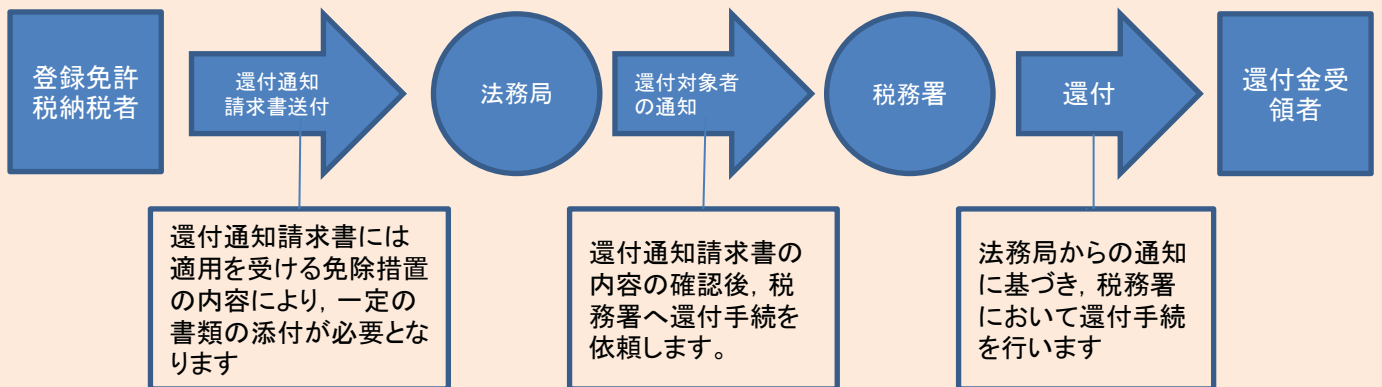 登録免許
税納税者
還付通知
請求書送付
法務局
還付対象者
の通知
税務署
還付
還付金受
領者
還付通知請求書には
適用を受ける免除措置
の内容により，一定の
書類の添付が必要とな
ります
還付通知請求書の
内容の確認後，税
務署へ還付手続を
依頼します。
法務局からの通知
に基づき，税務署
において還付手続
を行います